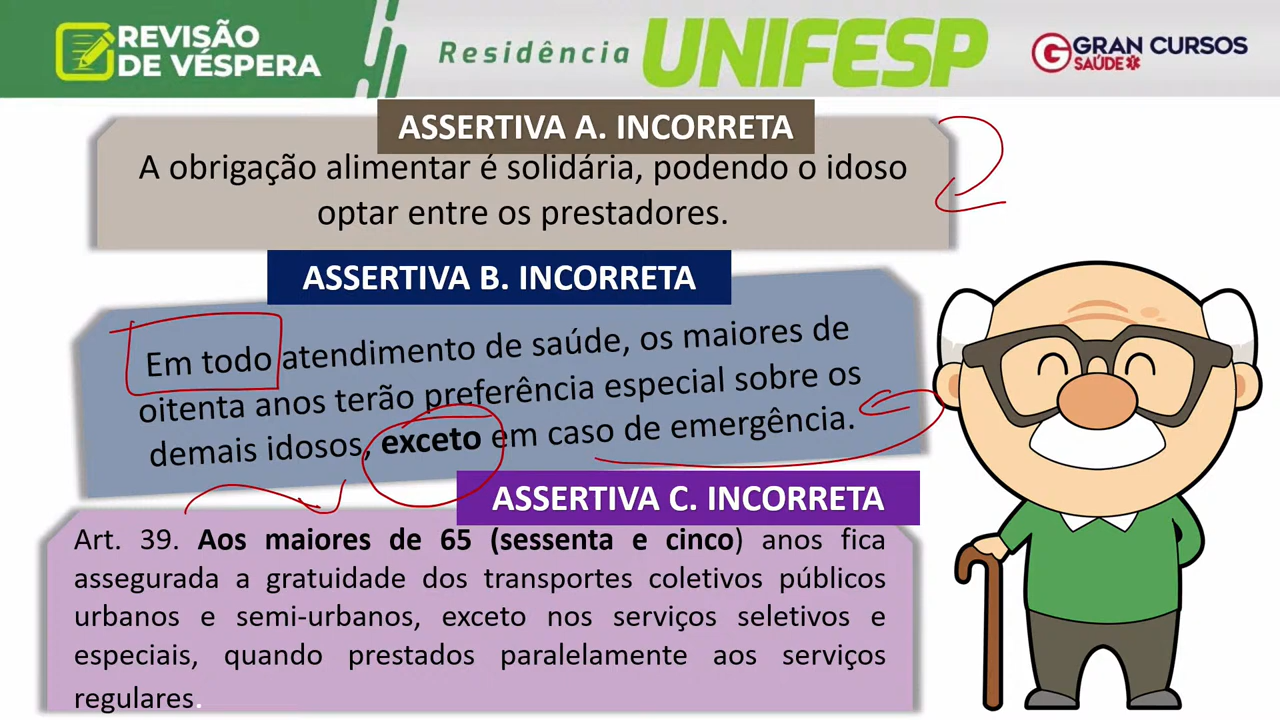 REVISÃO
DE VÉSPERA
Residência UNIFESP
GRAN CURSOS
SAÚDE
ASSERTIVA A. INCORRETA
A obrigação alimentar é solidária, podendo o idoso
optar entre os prestadores.
ASSERTIVA B. INCORRETA
Em todo atendimento de saúde, os maiores de
oitenta anos terão preferência especial sobre os
demais idosos, exceto em caso de emergência.
ASSERTIVA C. INCORRETA
Art. 39. Aos maiores de 65 (sessenta e cinco) anos fica
assegurada a gratuidade dos transportes coletivos públicos
urbanos e semi-urbanos, exceto nos serviços seletivos e
especiais, quando prestados paralelamente aos serviços
regulares.